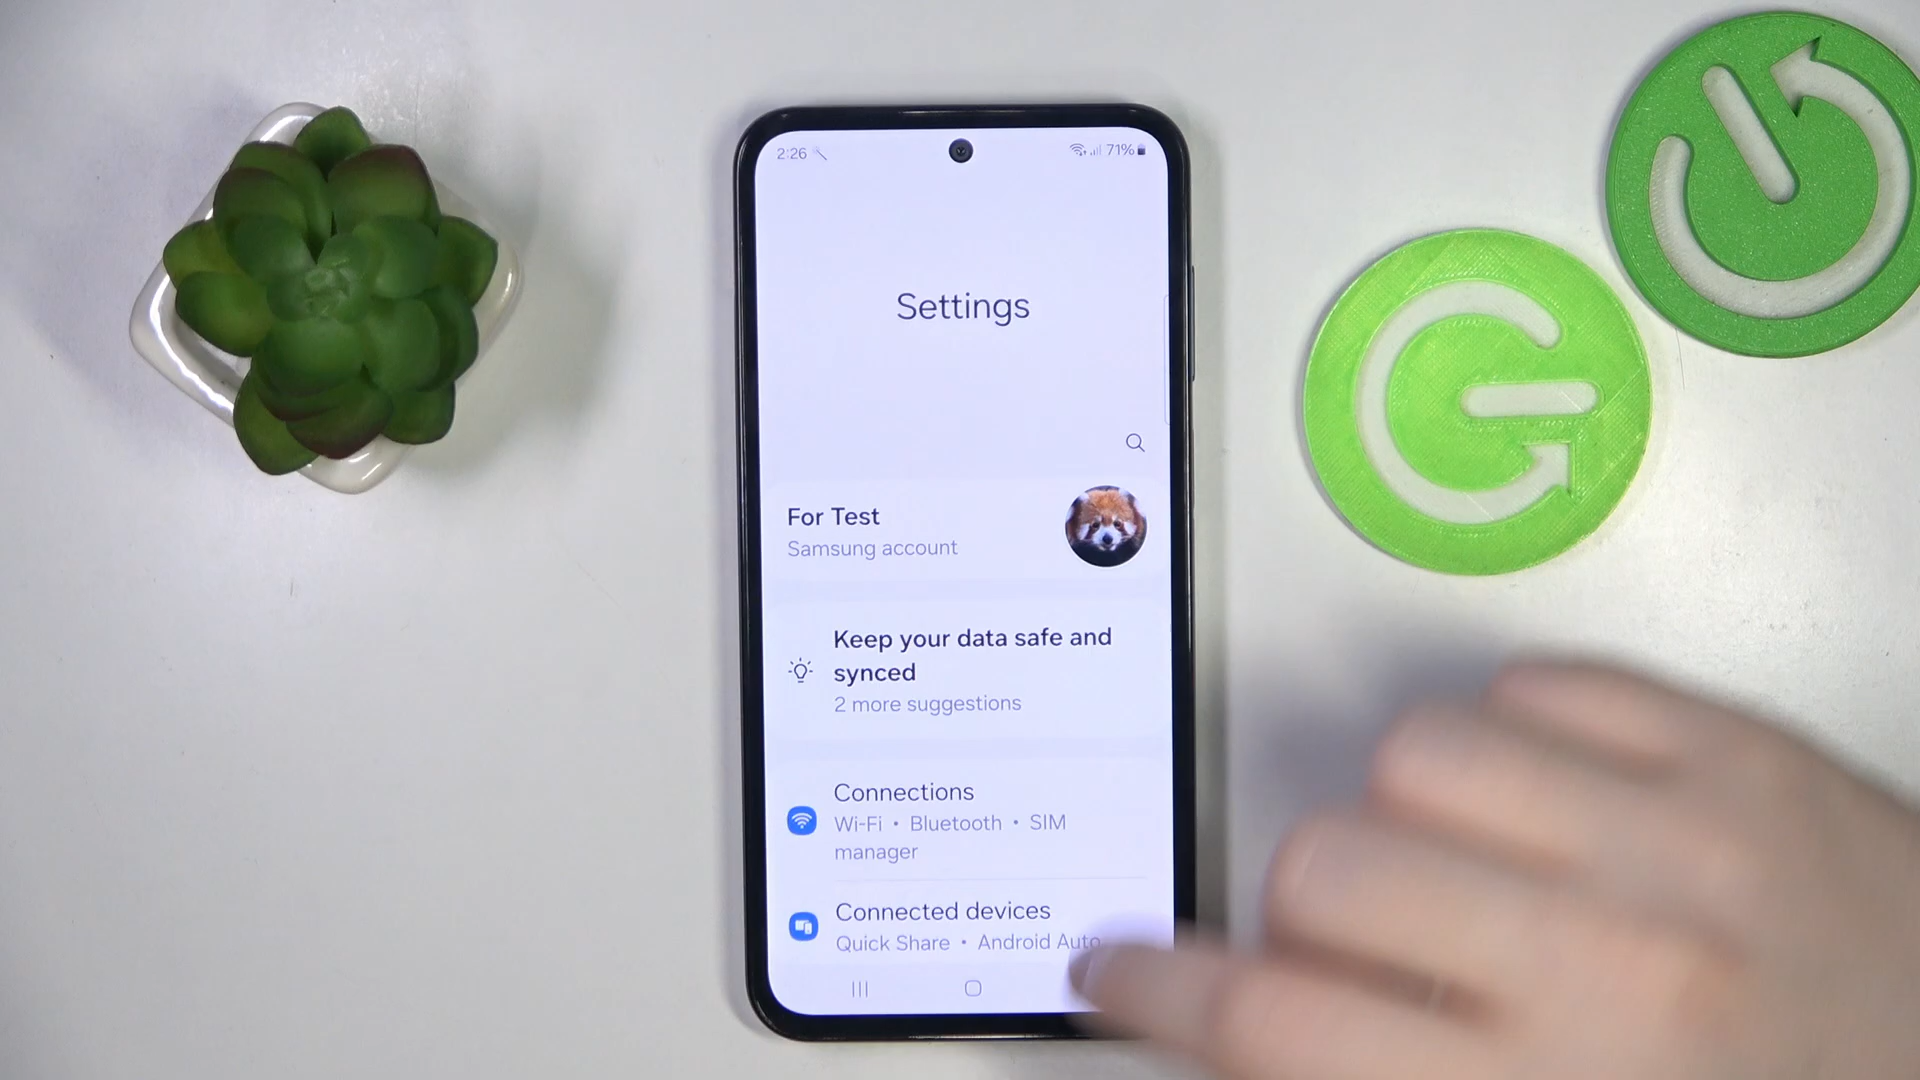 2:26
71%
Settings
For Test
Samsung account
Keep your data safe and
synced
2 more suggestions
Connections
Wi-Fi • Bluetooth • SIM
manager
Connected devices
Quick Share • Android Auto